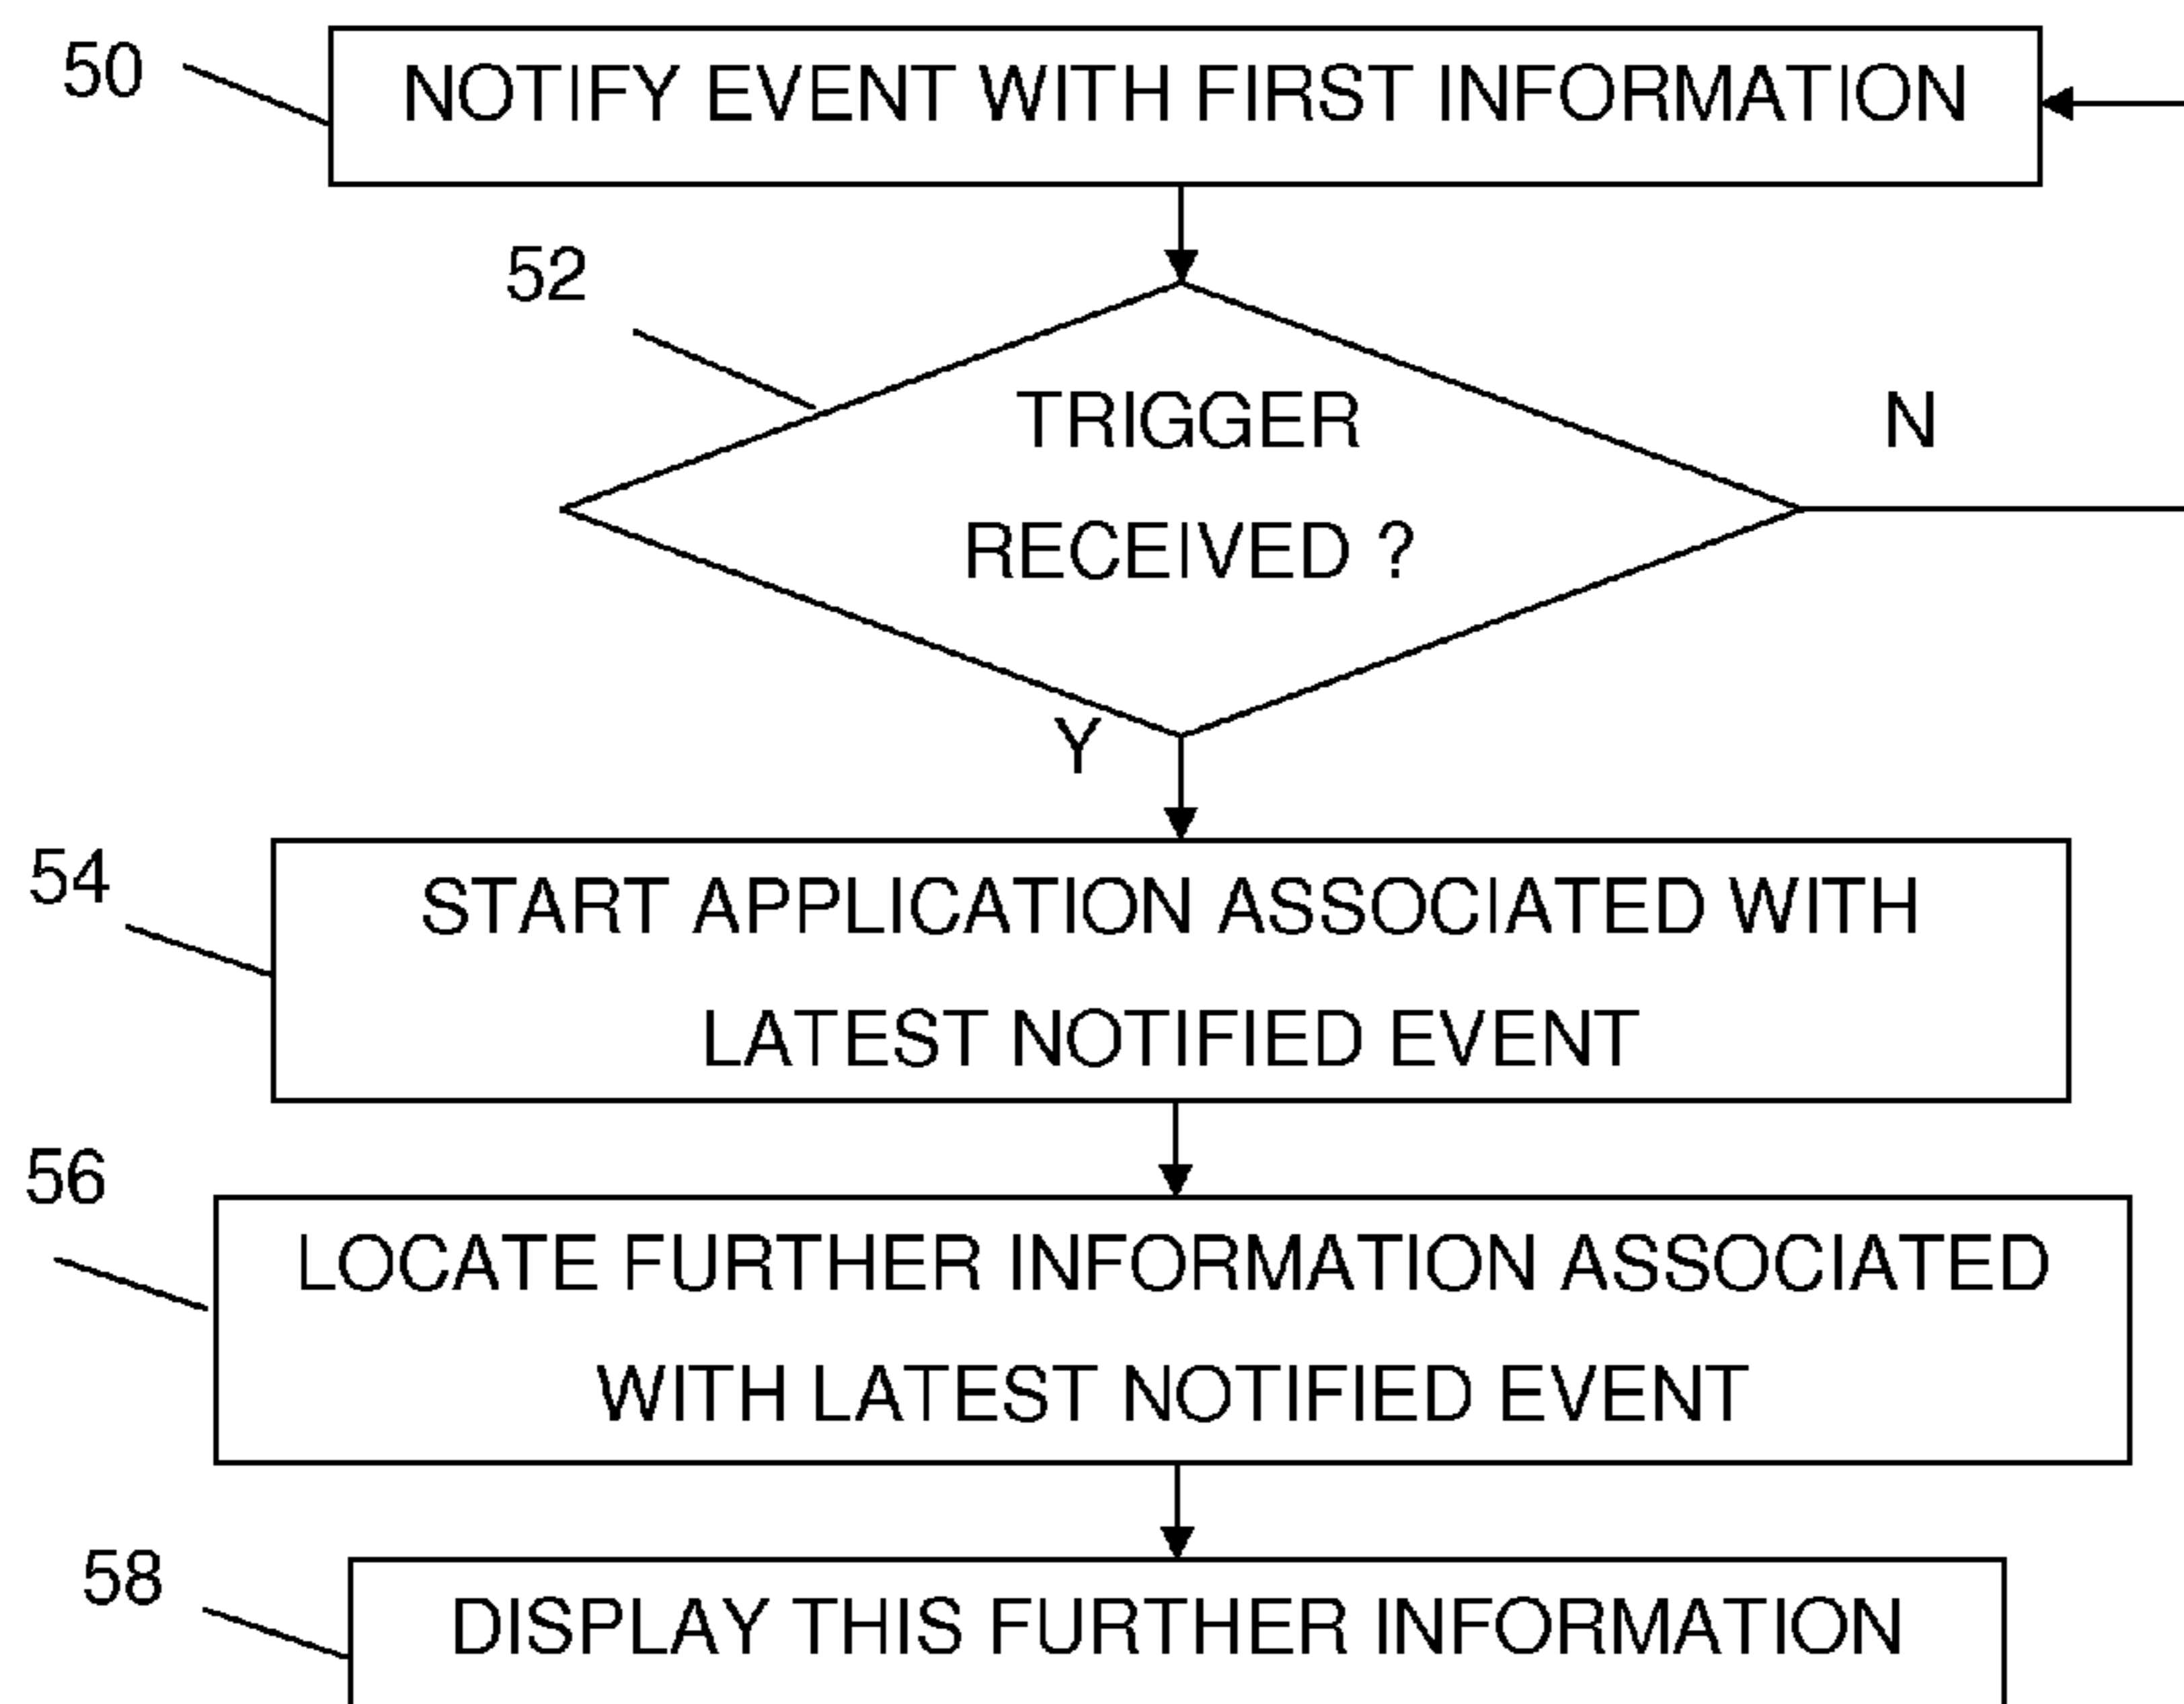 50
NOTIFY EVENT WITH FIRST INFORMATION
52
TRIGGER
RECEIVED ?
N
Y
54
START APPLICATION ASSOCIATED WITH
LATEST NOTIFIED EVENT
56
LOCATE FURTHER INFORMATION ASSOCIATED
WITH LATEST NOTIFIED EVENT
58
DISPLAY THIS FURTHER INFORMATION